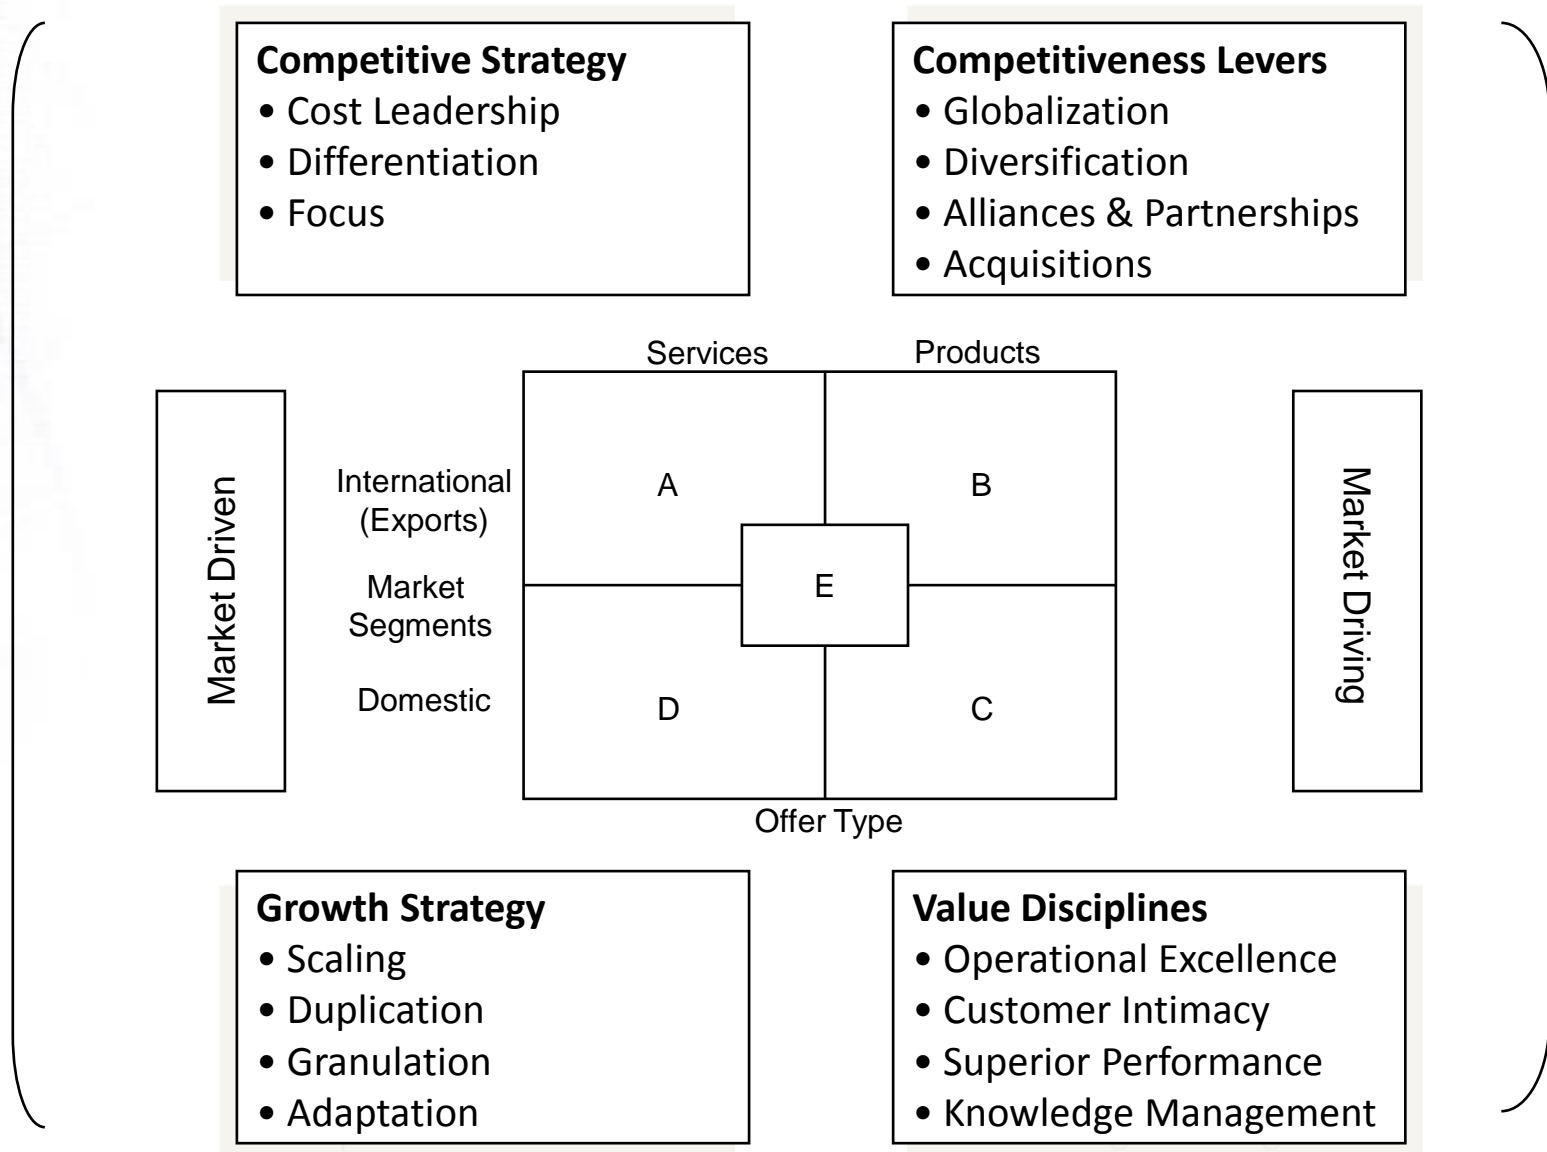 Competitive Strategy
• Cost Leadership
• Differentiation
• Focus
Competitiveness Levers
• Globalization
• Diversification
• Alliances & Partnerships
• Acquisitions
Services
Products
Market Driven
International
(Exports)
Market
Segments
Domestic
A
B
E
D
C
Offer Type
Market Driving
Growth Strategy
• Scaling
• Duplication
• Granulation
• Adaptation
Value Disciplines
• Operational Excellence
• Customer Intimacy
• Superior Performance
• Knowledge Management